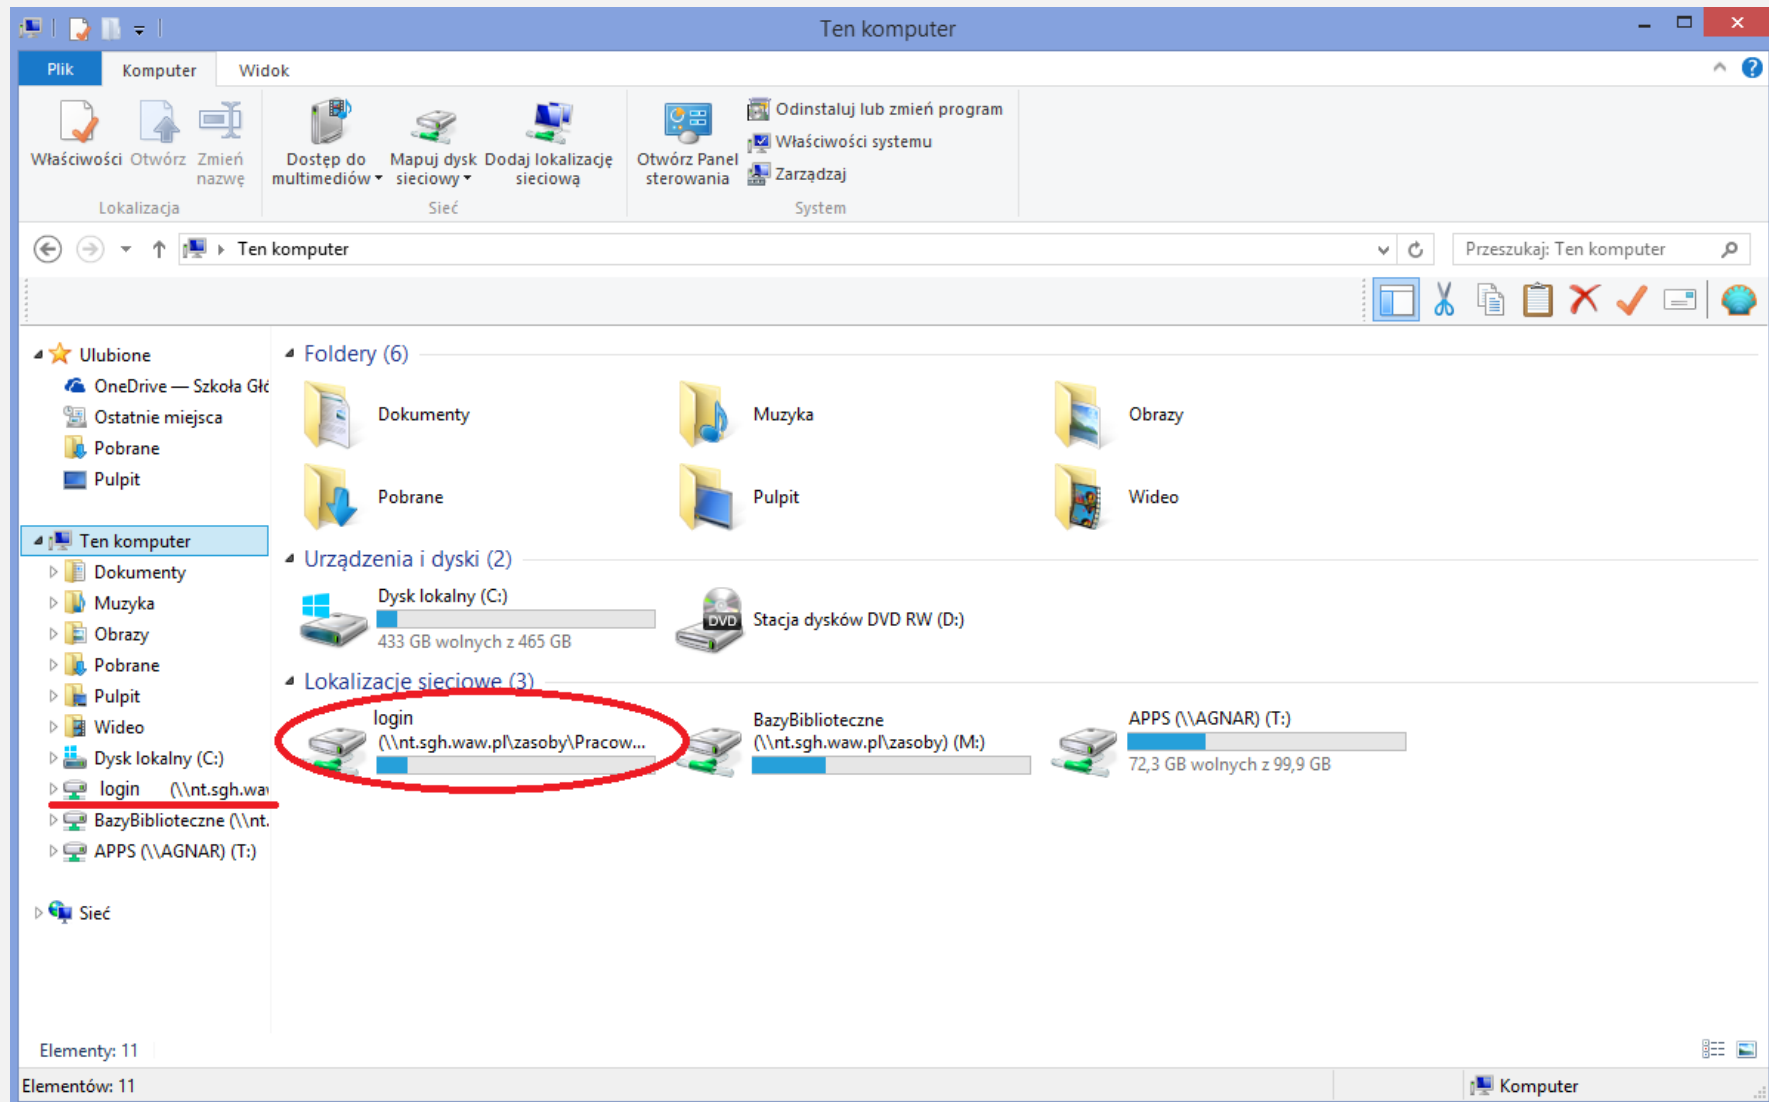 Ten komputer
Plik Komputer Widok
Właściwości Otwórz Zmień nazwę
Lokalizacja
Dostęp do multimediów Mapuj dysk sieciowy Dodaj lokalizację sieciową
Sieć
Otwórz Panel sterowania
Odinstaluj lub zmień program
Właściwości systemu
Zarządzaj
System
Ten komputer
Przeszukaj: Ten komputer
Ulubione
OneDrive — Szkoła Głó
Ostatnie miejsca
Pobrane
Pulpit
Ten komputer
Dokumenty
Muzyka
Obrazy
Pobrane
Pulpit
Wideo
Dysk lokalny (C:)
login (\\nt.sgh.wa
BazyBiblioteczne (\\nt.
APPS (\\AGNAR) (T:)
Sieć
Foldery (6)
Dokumenty
Muzyka
Obrazy
Pobrane
Pulpit
Wideo
Urządzenia i dyski (2)
Dysk lokalny (C:)
433 GB wolnych z 465 GB
DVD
Stacja dysków DVD RW (D:)
Lokalizacje sieciowe (3)
login
(\\nt.sgh.waw.pl\zasoby\Pracow...
BazyBiblioteczne
(\\nt.sgh.waw.pl\zasoby) (M:)
APPS (\\AGNAR) (T:)
72,3 GB wolnych z 99,9 GB
Elementy: 11
Elementów: 11
Komputer